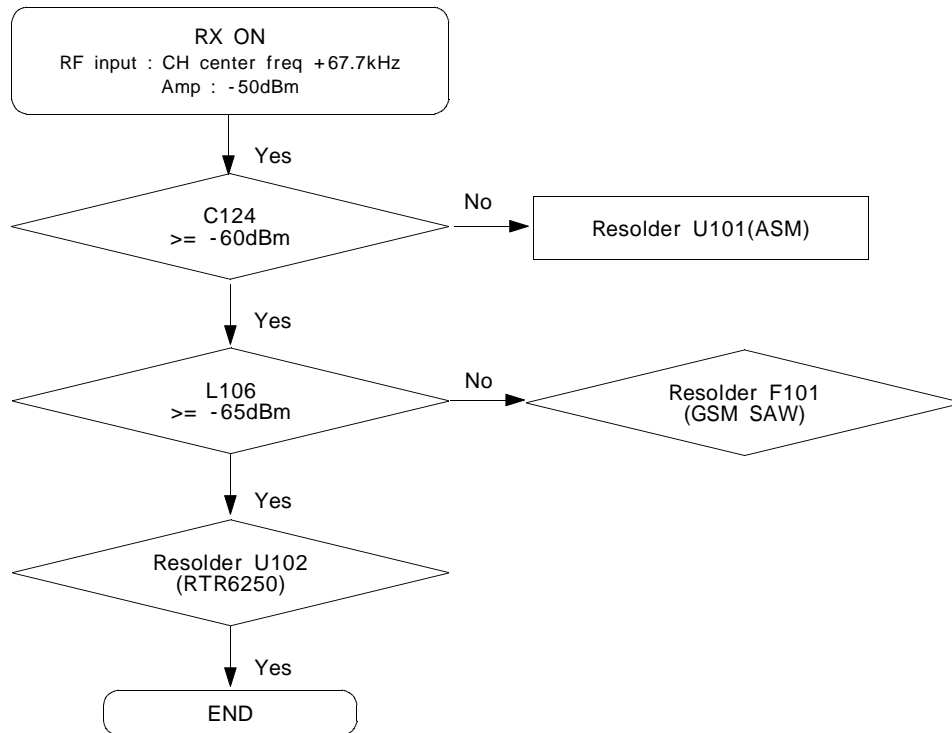 RX ON
RF input : CH center freq +67.7kHz
Amp : -50dBm
Yes
C124
>= -60dBm
No
Resolder U101(ASM)
Yes
L106
>= -65dBm
No
Resolder F101
(GSM SAW)
Yes
Resolder U102
(RTR6250)
Yes
END